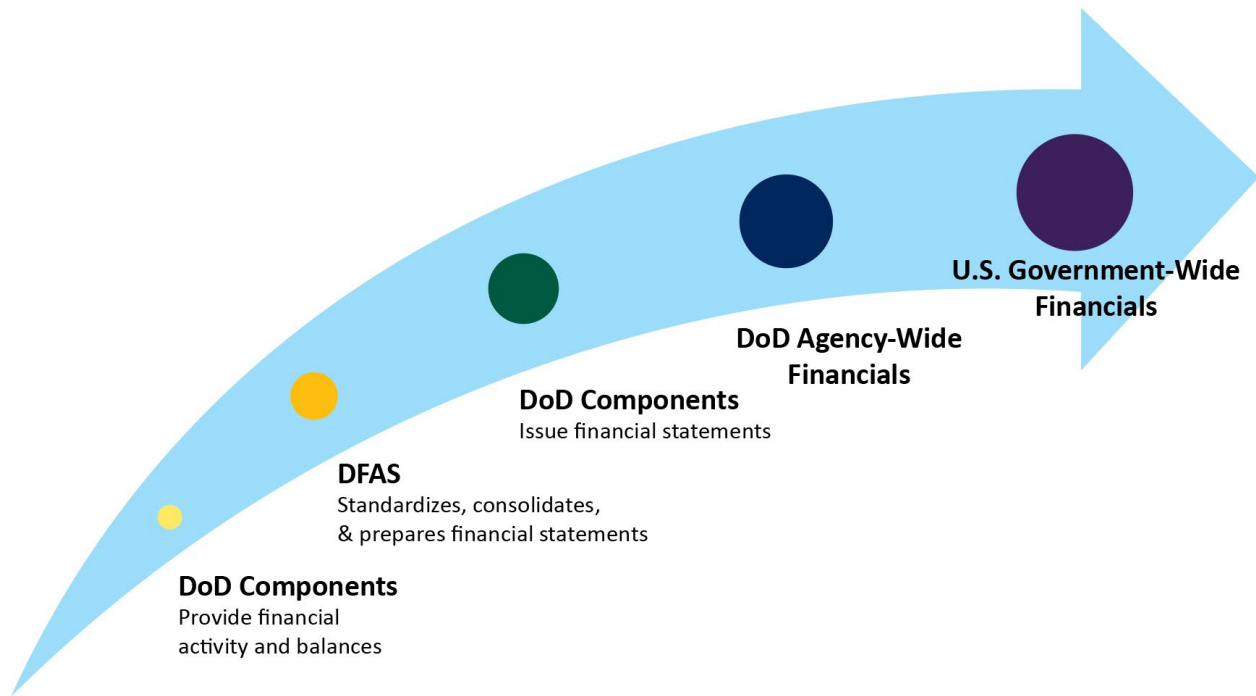 DoD Components
Provide financial
activity and balances
DFAS
Standardizes, consolidates,
& prepares financial statements
DoD Components
Issue financial statements
DoD Agency-Wide
Financials
U.S. Government-Wide
Financials